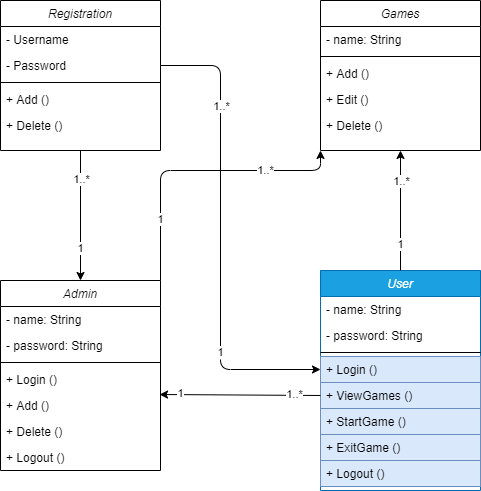 Registration
- Username
- Password
+ Add ()
+ Delete ()
Games
- name: String
+ Add ()
+ Edit ()
+ Delete ()
1..*
1..*
1..*
1..*
1
1
1
Admin
- name: String
- password: String
+ Login ()
+ Add ()
+ Delete ()
+ Logout ()
User
- name: String
- password: String
+ Login ()
+ ViewGames ()
+ StartGame ()
+ ExitGame ()
+ Logout ()
1
1
1..*